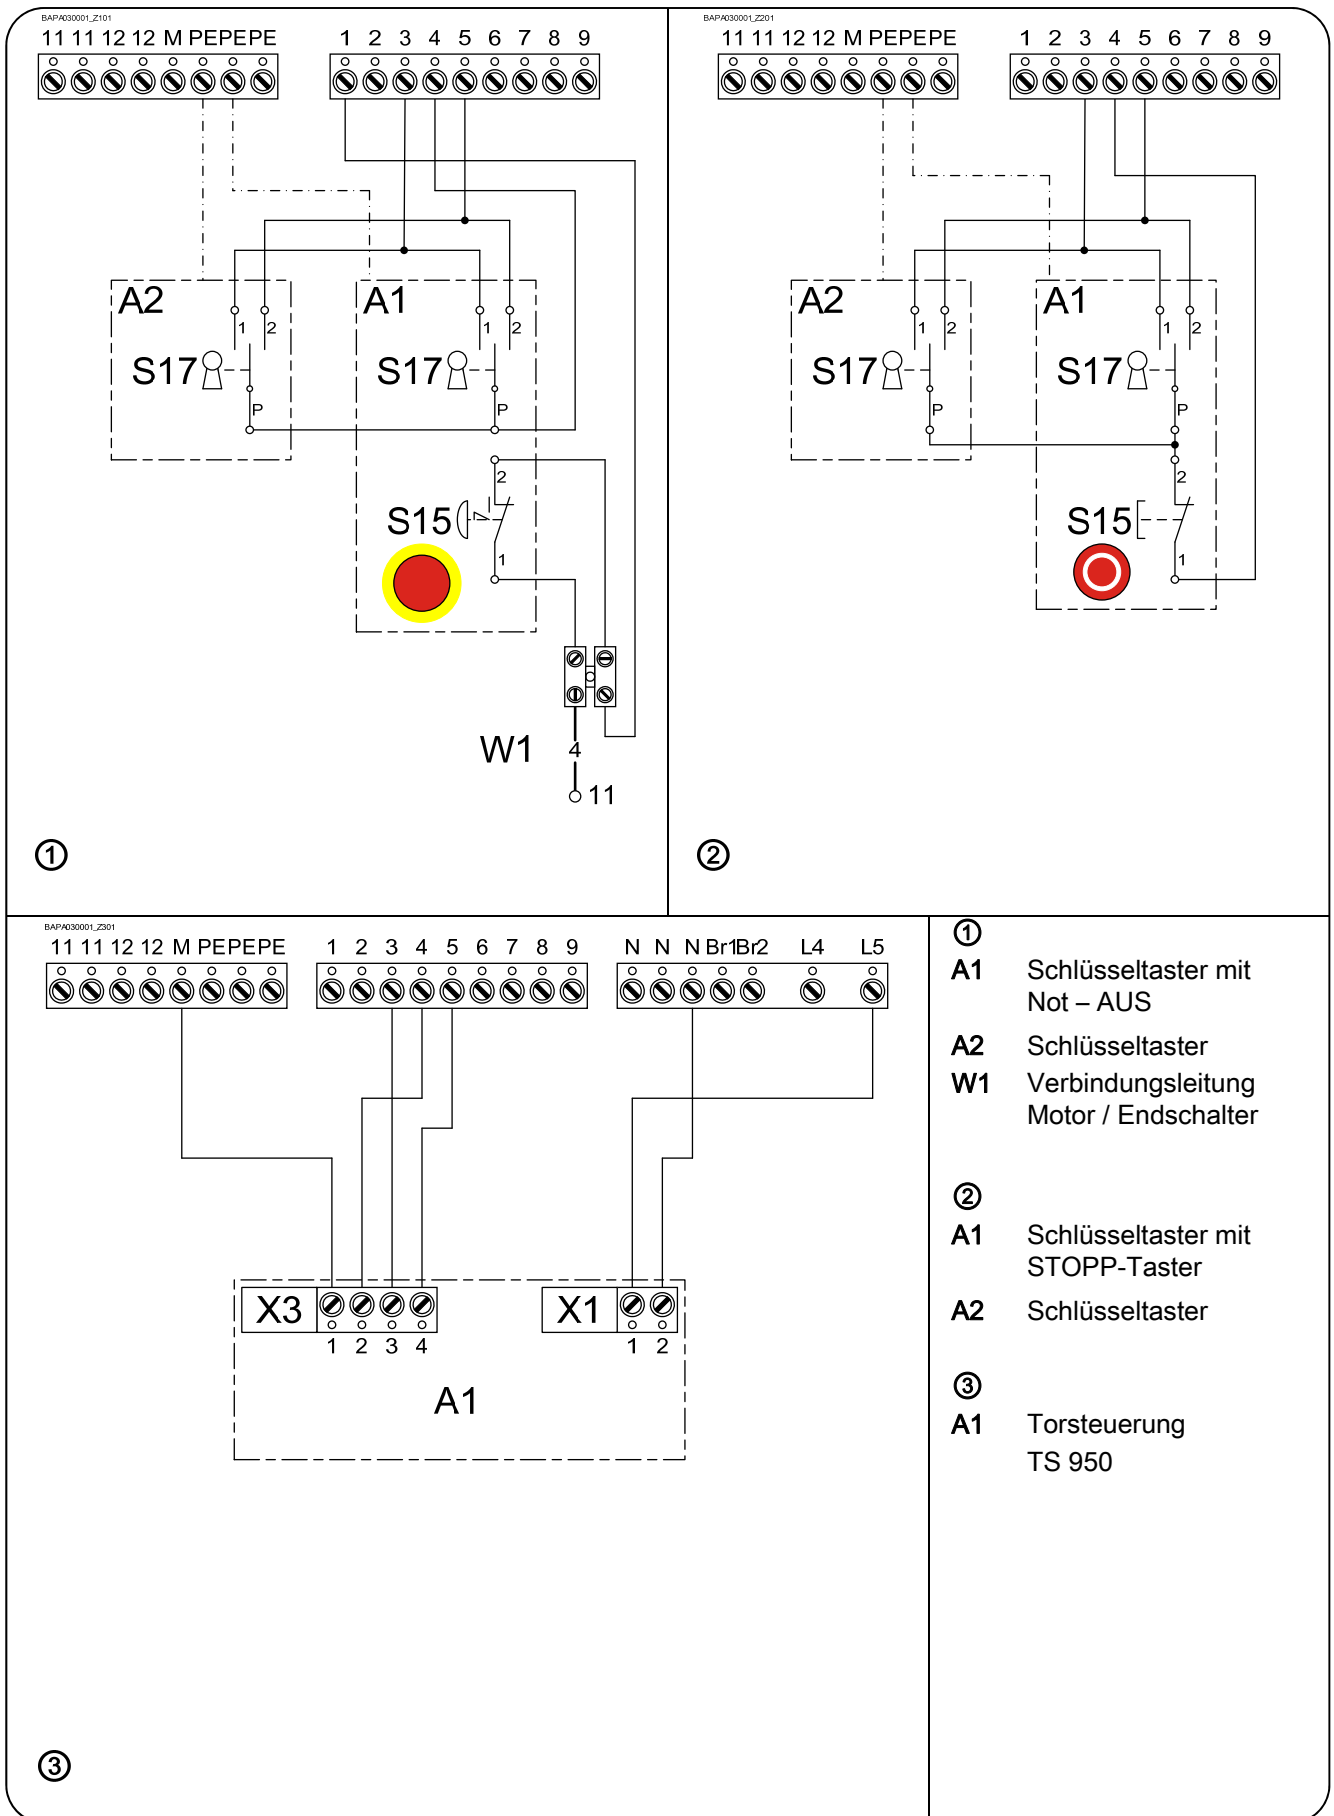 BAPA030001_Z101
11 11 12 12 M PE PE PE
1 2 3 4 5 6 7 8 9
A2
1
2
S17
P
A1
1
2
S17
P
2
S15
1
W1
4
11
①
BAPA030001_Z201
11 11 12 12 M PE PE PE
1 2 3 4 5 6 7 8 9
A2
1
2
S17
P
A1
1
2
S17
P
2
S15
1
②
BAPA030001_Z301
11 11 12 12 M PE PE PE
1 2 3 4 5 6 7 8 9
N N N Br1 Br2 L4 L5
X3
1 2 3 4
X1
1 2
A1
③
①
A1 Schlüsseltaster mit
Not – AUS
A2 Schlüsseltaster
W1 Verbindungsleitung
Motor / Endschalter
②
A1 Schlüsseltaster mit
STOPP-Taster
A2 Schlüsseltaster
③
A1 Torsteuerung
TS 950